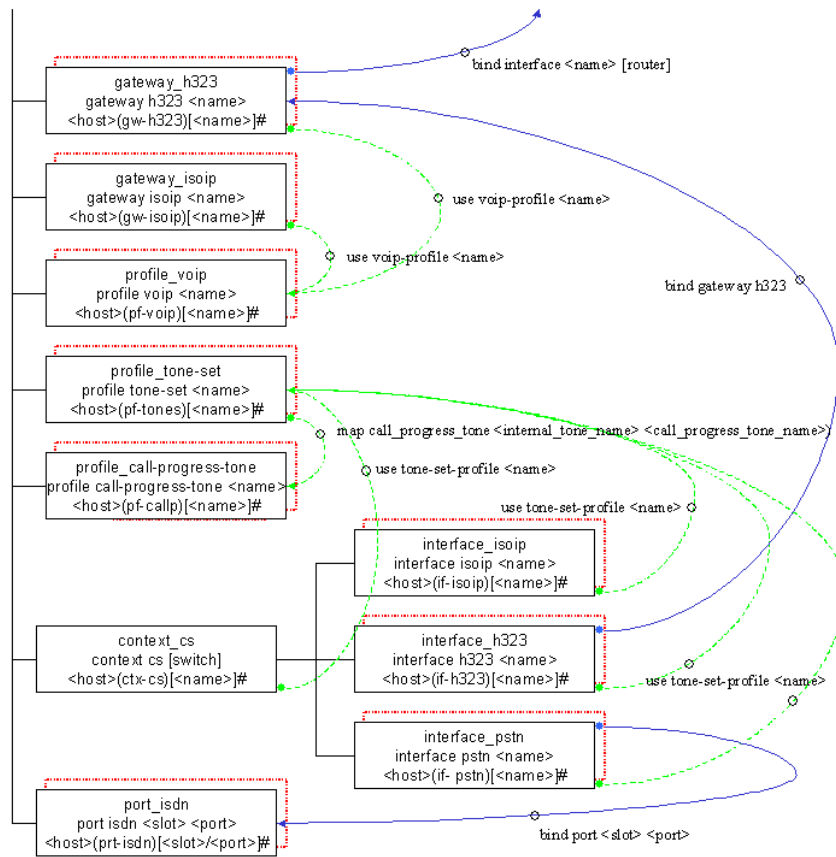 bind interface <name> [router]
gateway_h323
gateway h323 <name>
<host>(gw-h323)[<name>]#
gateway_isoip
gateway isoip <name>
<host>(gw-isoip)[<name>]#
use voip-profile <name>
use voip-profile <name>
profile_voip
profile voip <name>
<host>(pf-voip)[<name>]#
bind gateway h323
profile_tone-set
profile tone-set <name>
<host>(pf-tones)[<name>]#
map call_progress_tone <internal_tone_name> <call_progress_tone_name>)
profile_call-progress-tone
profile call-progress-tone <name>
<host>(pf-callp)[<name>]#
use tone-set-profile <name>
use tone-set-profile <name>
interface_isoip
interface isoip <name>
<host>(if-isoip)[<name>]#
context_cs
context cs [switch]
<host>(ctx-cs)[<name>]#
interface_h323
interface h323 <name>
<host>(if-h323)[<name>]#
use tone-set-profile <name>
interface_pstn
interface pstn <name>
<host>(if- pstn)[<name>]#
port_isdn
port isdn <slot> <port>
<host>(prt-isdn)[<slot>/<port>]#
bind port <slot> <port>